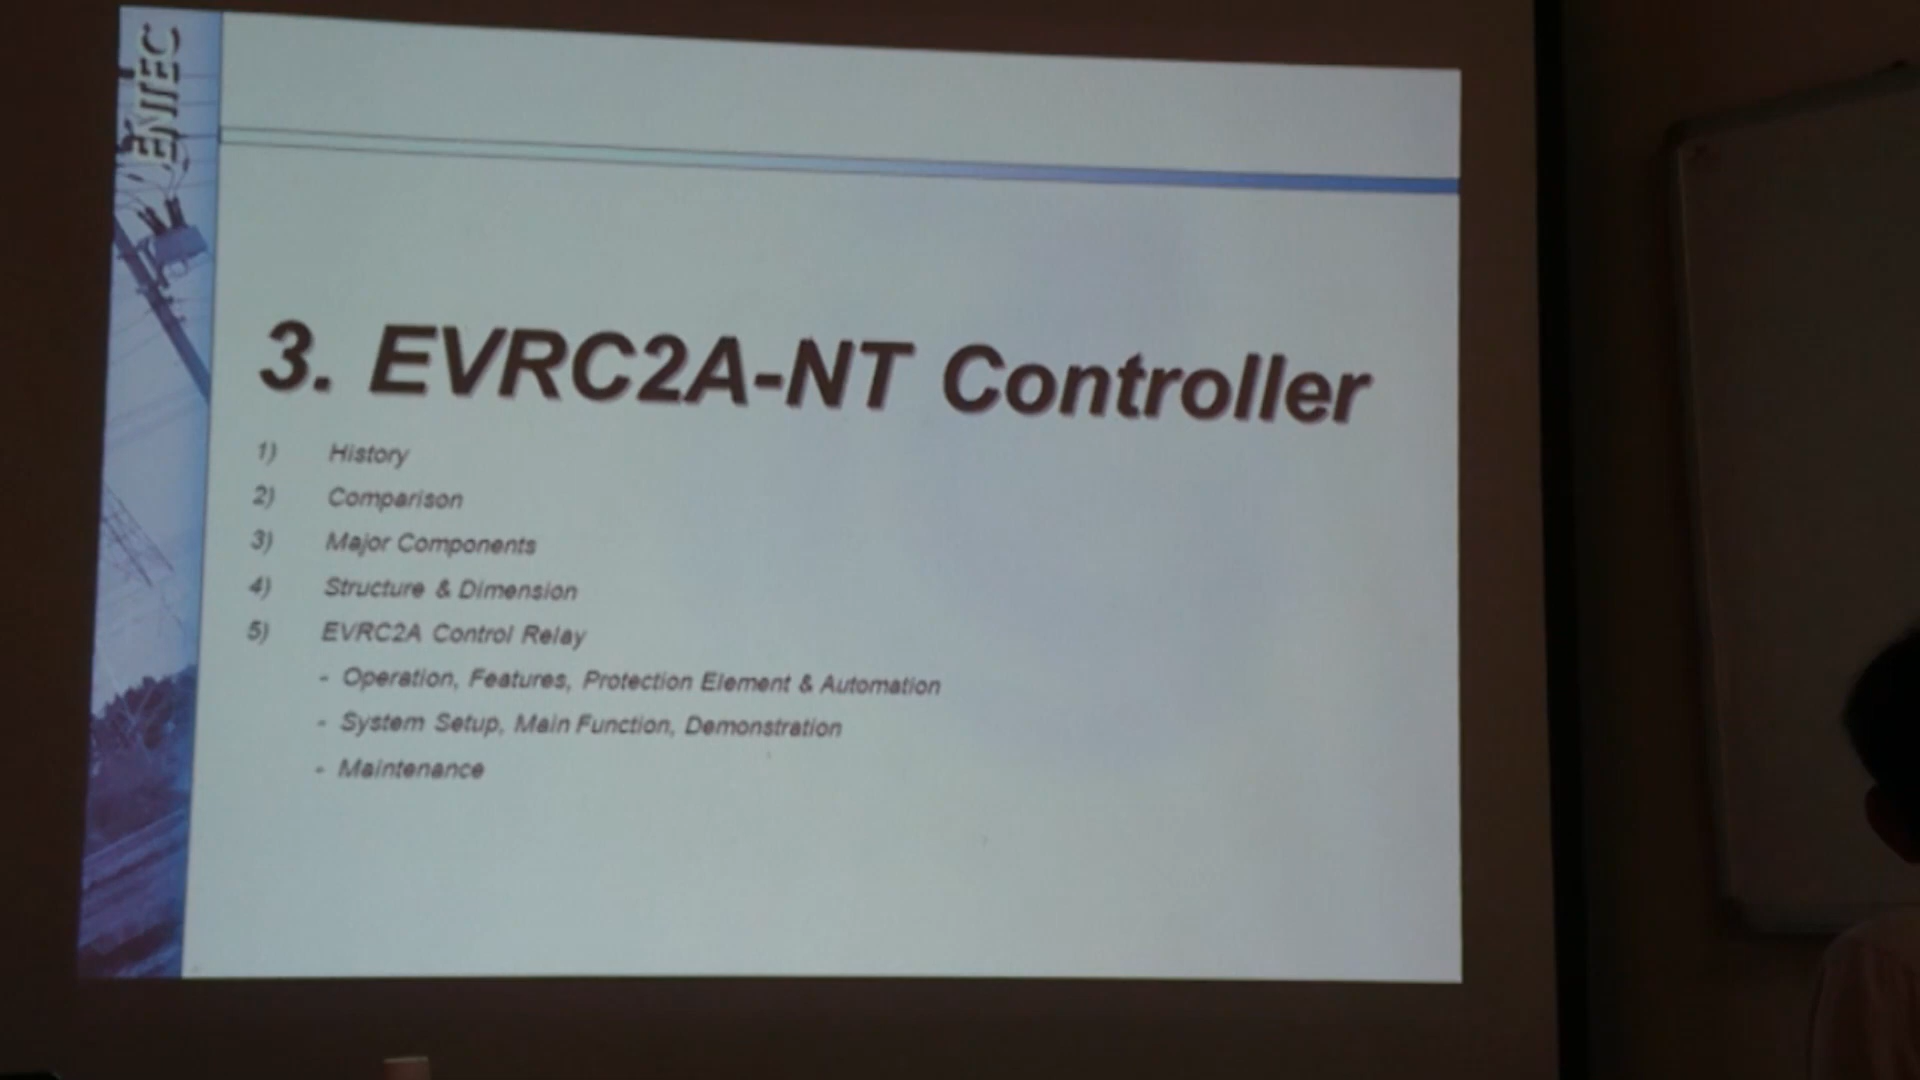 ENTEC
3. EVRC2A-NT Controller
1) History
2) Comparison
3) Major Components
4) Structure & Dimension
5) EVRC2A Control Relay
- Operation, Features, Protection Element & Automation
- System Setup, Main Function, Demonstration
- Maintenance